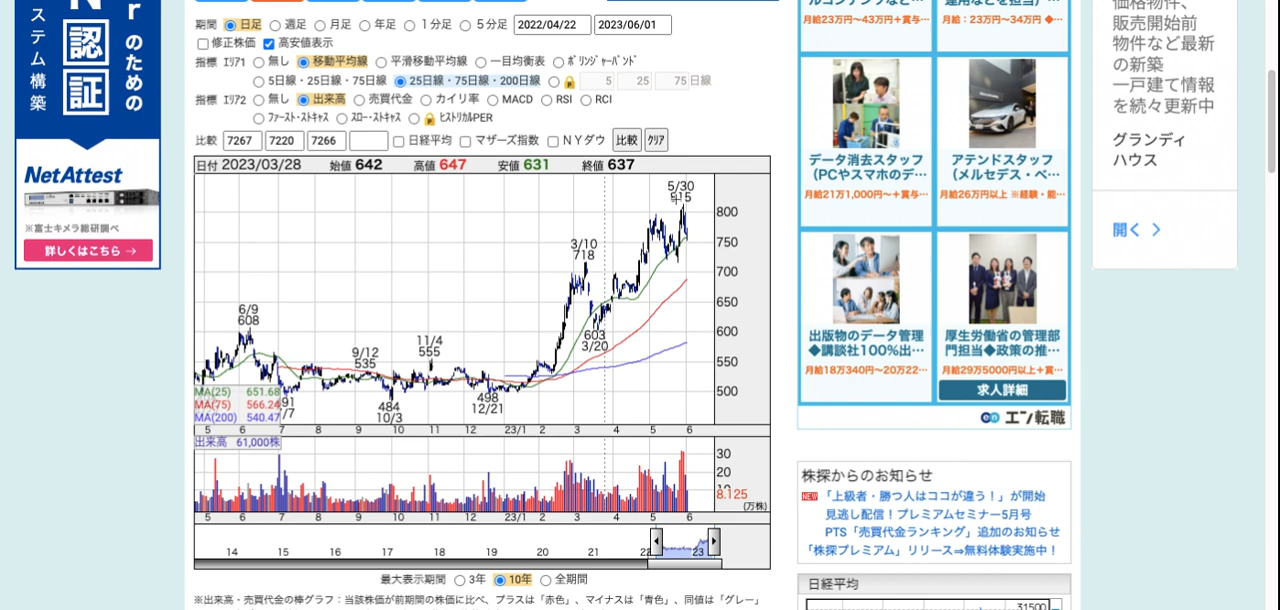 ステム構築
認証
rのための
NetAttest
※富士キメラ総研調べ
詳しくはこちら →
期間 日足 週足 月足 年足 1分足 5分足 2022/04/22 2023/06/01
修正株価 高安値表示
指標 ｴﾘｱ1 無し 移動平均線 平滑移動平均線 一目均衡表 ﾎﾞﾘﾝｼﾞｬｰﾊﾞﾝﾄﾞ
5日線・25日線・75日線 25日線・75日線・200日線 5 25 75 日線
指標 ｴﾘｱ2 無し 出来高 売買代金 カイリ率 MACD RSI RCI
ﾌｧｰｽﾄ･ｽﾄｷｬｽ ｽﾛｰ･ｽﾄｷｬｽ ﾋｽﾄﾘｶﾙPER
比較 7267 7220 7266 日経平均 マザーズ指数 NYダウ 比較 ｸﾘｱ
日付 2023/03/28 始値 642 高値 647 安値 631 終値 637
5/30
800
750
700
650
600
550
500
3/10
718
603
3/20
6/9
608
9/12
535
11/4
555
484
10/3
498
12/21
91
/7
MA(25) 651.68
MA(75) 566.24
MA(200) 540.47
5 6 7 8 9 10 11 12 23/1 2 3 4 5 6
出来高 61,000株
30
20
10
8.125
(万株)
5 6 7 8 9 10 11 12 23/1 2 3 4 5 6
14 15 16 17 18 19 20 21 22 23
最大表示期間 3年 10年 全期間
※出来高・売買代金の棒グラフ：当該株価が前期間の株価に比べ、プラスは「赤色」、マイナスは「青色」、同値は「グレー」
月給23万円～43万円＋賞与…
月給：23万円～34万円 ◆…
データ消去スタッフ
（PCやスマホのデ…
月給21万1,000円～＋賞与…
アテンドスタッフ
（メルセデス・ベ…
月給26万円以上 ※経験・能…
出版物のデータ管理
◆講談社100%出…
月給18万340円～20万22…
厚生労働省の管理部
門担当◆政策の推…
月給29万5000円以上＋賞…
求人詳細
en エン転職
株探からのお知らせ
NEW 「上級者・勝つ人はココが違う！」が開始
見逃し配信！プレミアムセミナー5月号
PTS「売買代金ランキング」追加のお知らせ
「株探プレミアム」リリース⇒無料体験実施中！
日経平均
31500
価格物件、
販売開始前
物件など最新
の新築
一戸建て情報
を続々更新中
グランディ
ハウス
開く